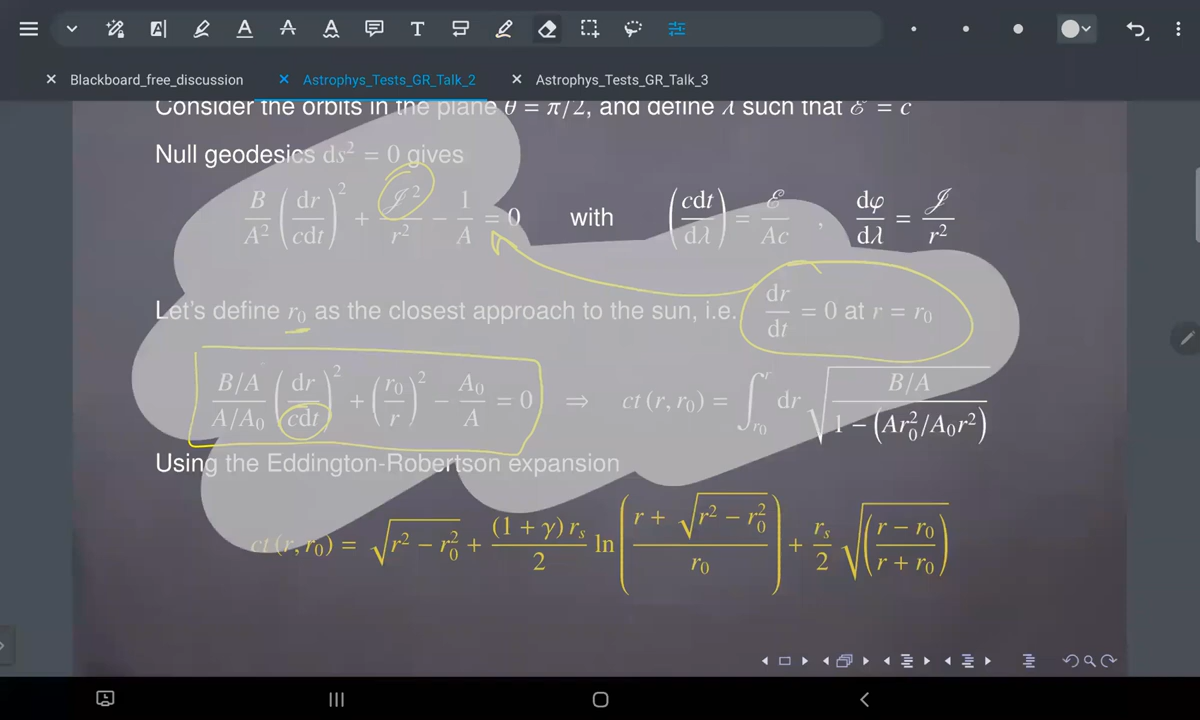 Blackboard_free_discussion Astrophys_Tests_GR_Talk_2 Astrophys_Tests_GR_Talk_3
Consider the orbits in the plane θ = π/2, and define λ such that ℰ = c
Null geodesics ds² = 0 gives
B/A² (dr/cdt)² + 𝒥²/r² − 1/A = 0 with (cdt/dλ) = ℰ/Ac , dφ/dλ = 𝒥/r²
Let's define r₀ as the closest approach to the sun, i.e. dr/dt = 0 at r = r₀
(B/A)/(A/A₀) (dr/cdt)² + (r₀/r)² − A₀/A = 0 ⇒ ct (r, r₀) = ∫_{r₀}^{r} dr √((B/A)/(1 − (Ar₀²/A₀r²)))
Using the Eddington-Robertson expansion
ct (r, r₀) = √(r² − r₀²) + ((1 + γ) rₛ/2) ln((r + √(r² − r₀²))/r₀) + (rₛ/2) √((r − r₀)/(r + r₀))